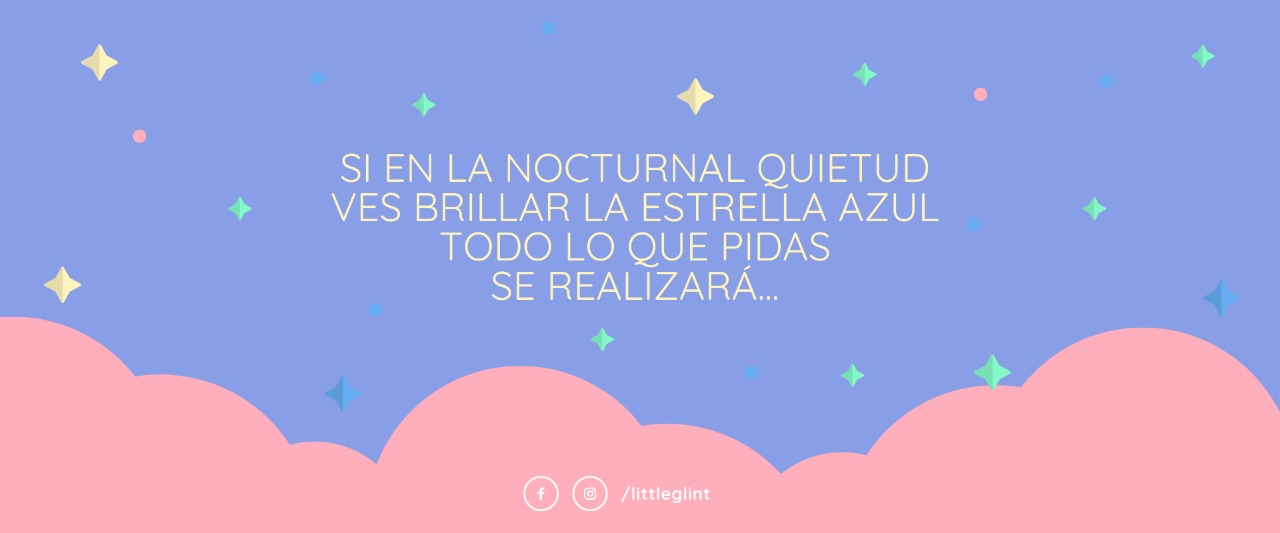 SI EN LA NOCTURNAL QUIETUD
VES BRILLAR LA ESTRELLA AZUL
TODO LO QUE PIDAS
SE REALIZARÁ...
/littleglint